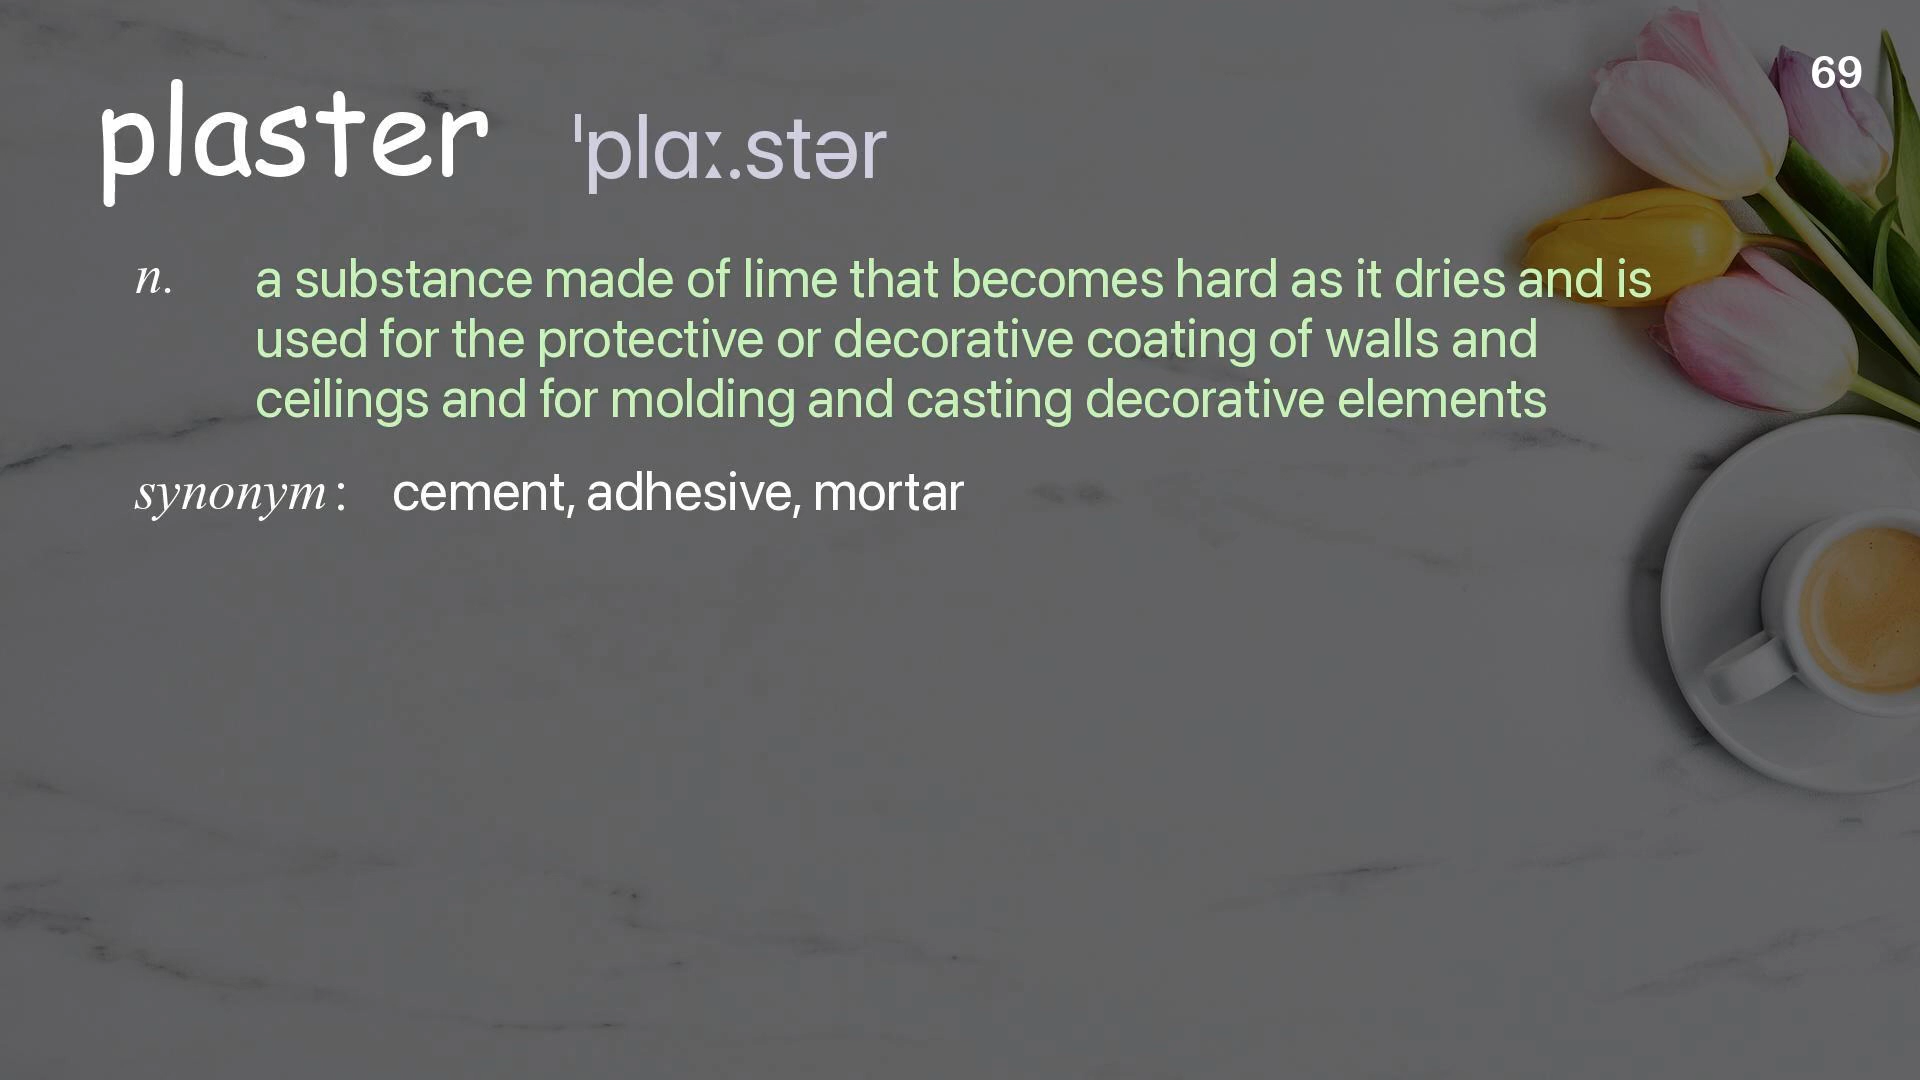 69
plaster ˈplɑː.stər
n. a substance made of lime that becomes hard as it dries and is
used for the protective or decorative coating of walls and
ceilings and for molding and casting decorative elements
synonym : cement, adhesive, mortar